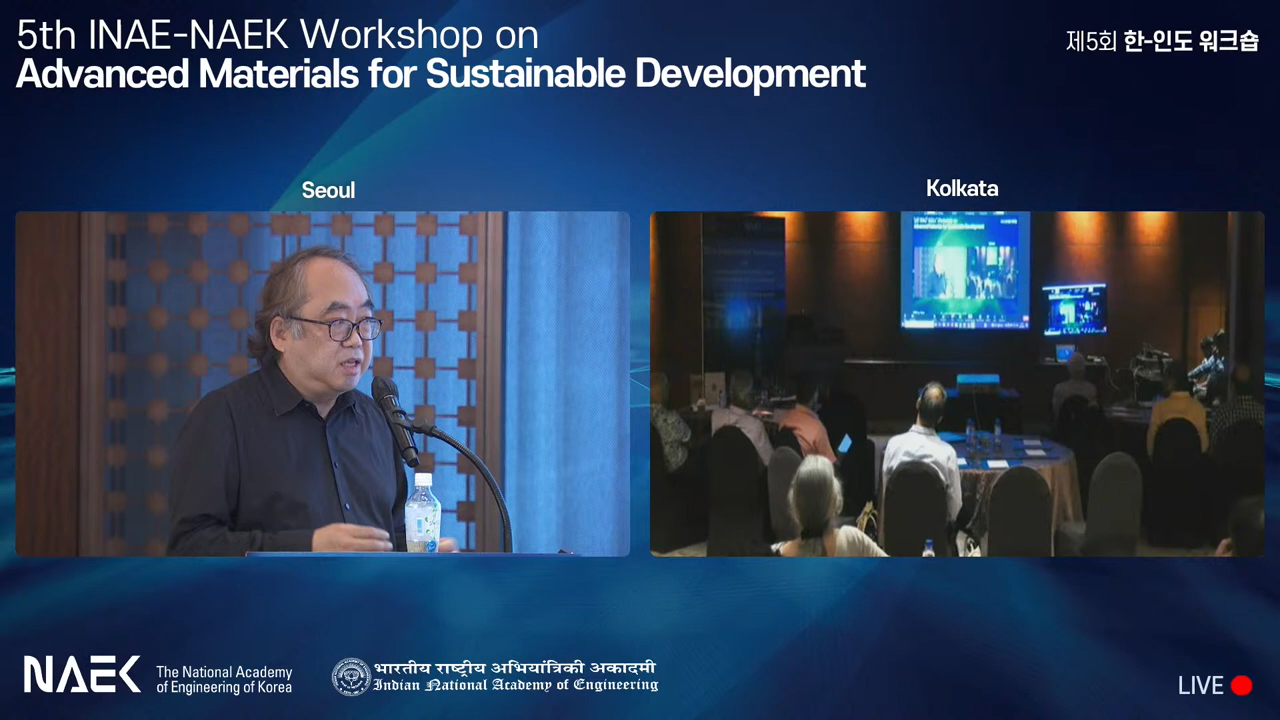 5th INAE-NAEK Workshop on
Advanced Materials for Sustainable Development
제5회 한-인도 워크숍
Seoul
Kolkata
NAEK
The National Academy
of Engineering of Korea
भारतीय राष्ट्रीय अभियांत्रिकी अकादमी
Indian National Academy of Engineering
LIVE